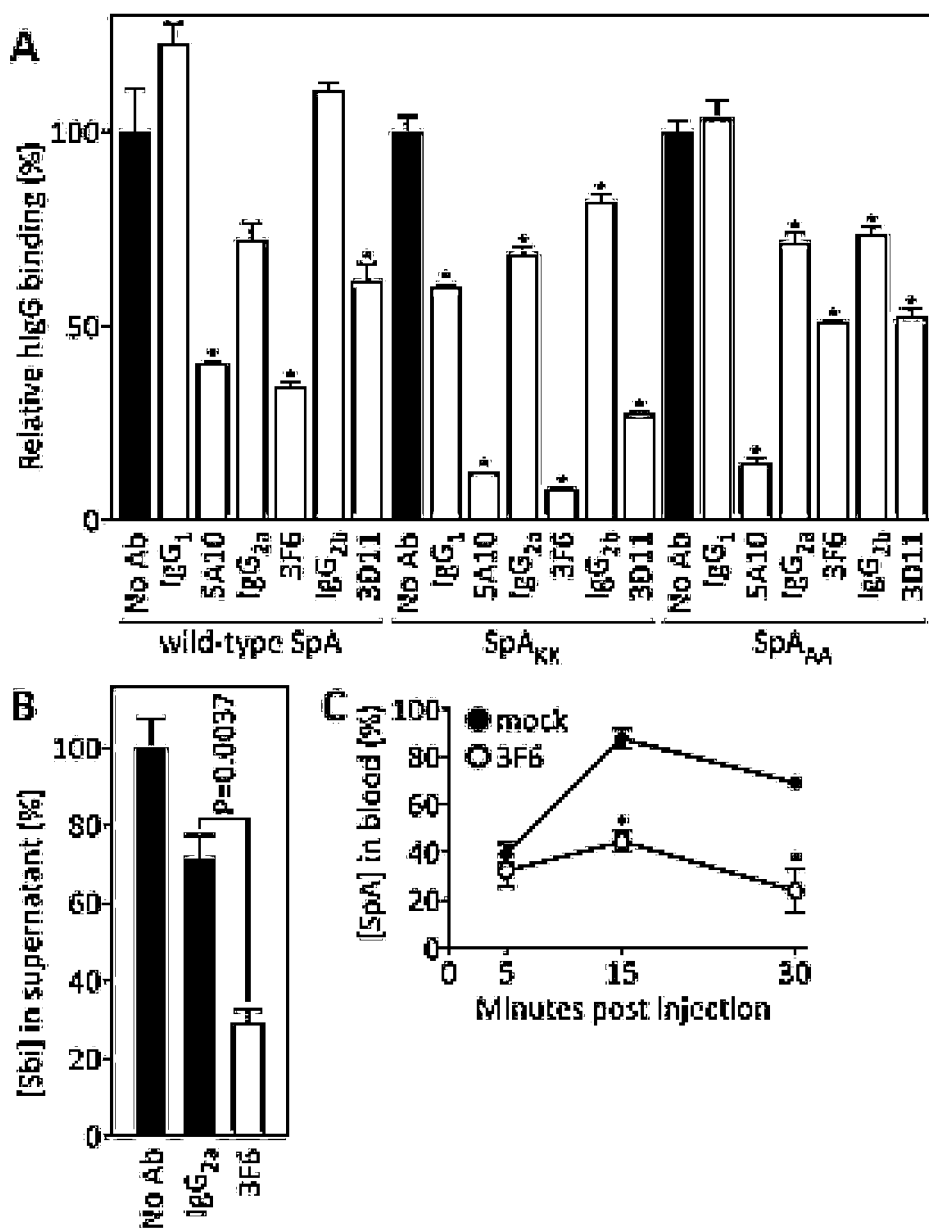 A
Relative hIgG binding (%)
100
50
0
No Ab
IgG1
5A10
IgG2a
3F6
IgG2b
3D11
No Ab
IgG1
5A10
IgG2a
3F6
IgG2b
3D11
No Ab
IgG1
5A10
IgG2a
3F6
IgG2b
3D11
wild-type SpA
SpAKK
SpAAA
B
[Sbi] in supernatant (%)
100
80
60
40
20
0
P=0.0037
No Ab
IgG2a
3F6
C
[SpA] in blood (%)
100
80
60
40
20
0
mock
3F6
0
5
15
30
Minutes post injection